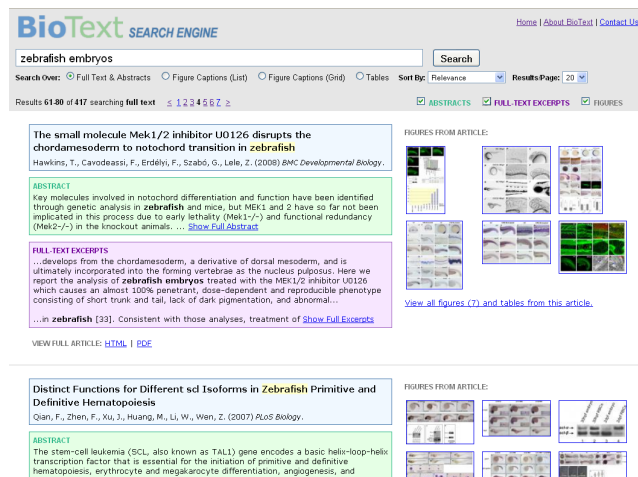 BioText SEARCH ENGINE
Home | About BioText | Contact Us
zebrafish embryos
Search
Search Over: Full Text & Abstracts Figure Captions (List) Figure Captions (Grid) Tables Sort By: Relevance Results/Page: 20
Results 61-80 of 417 searching full text ≤ 1 2 3 4 5 6 7 ≥ ABSTRACTS FULL-TEXT EXCERPTS FIGURES
The small molecule Mek1/2 inhibitor U0126 disrupts the
chordamesoderm to notochord transition in zebrafish
Hawkins, T., Cavodeassi, F., Erdélyi, F., Szabó, G., Lele, Z. (2008) BMC Developmental Biology.
ABSTRACT
Key molecules involved in notochord differentiation and function have been identified
through genetic analysis in zebrafish and mice, but MEK1 and 2 have so far not been
implicated in this process due to early lethality (Mek1-/-) and functional redundancy
(Mek2-/-) in the knockout animals. ... Show Full Abstract
FULL-TEXT EXCERPTS
...develops from the chordamesoderm, a derivative of dorsal mesoderm, and is
ultimately incorporated into the forming vertebrae as the nucleus pulposus. Here we
report the analysis of zebrafish embryos treated with the MEK1/2 inhibitor U0126
which causes an almost 100% penetrant, dose-dependent and reproducible phenotype
consisting of short trunk and tail, lack of dark pigmentation, and abnormal...
...in zebrafish [33]. Consistent with those analyses, treatment of Show Full Excerpts
VIEW FULL ARTICLE: HTML | PDF
FIGURES FROM ARTICLE:
View all figures (7) and tables from this article.
Distinct Functions for Different scl Isoforms in Zebrafish Primitive and
Definitive Hematopoiesis
Qian, F., Zhen, F., Xu, J., Huang, M., Li, W., Wen, Z. (2007) PLoS Biology.
ABSTRACT
The stem-cell leukemia (SCL, also known as TAL1) gene encodes a basic helix-loop-helix
transcription factor that is essential for the initiation of primitive and definitive
hematopoiesis, erythrocyte and megakarocyte differentiation, angiogenesis, and
FIGURES FROM ARTICLE: